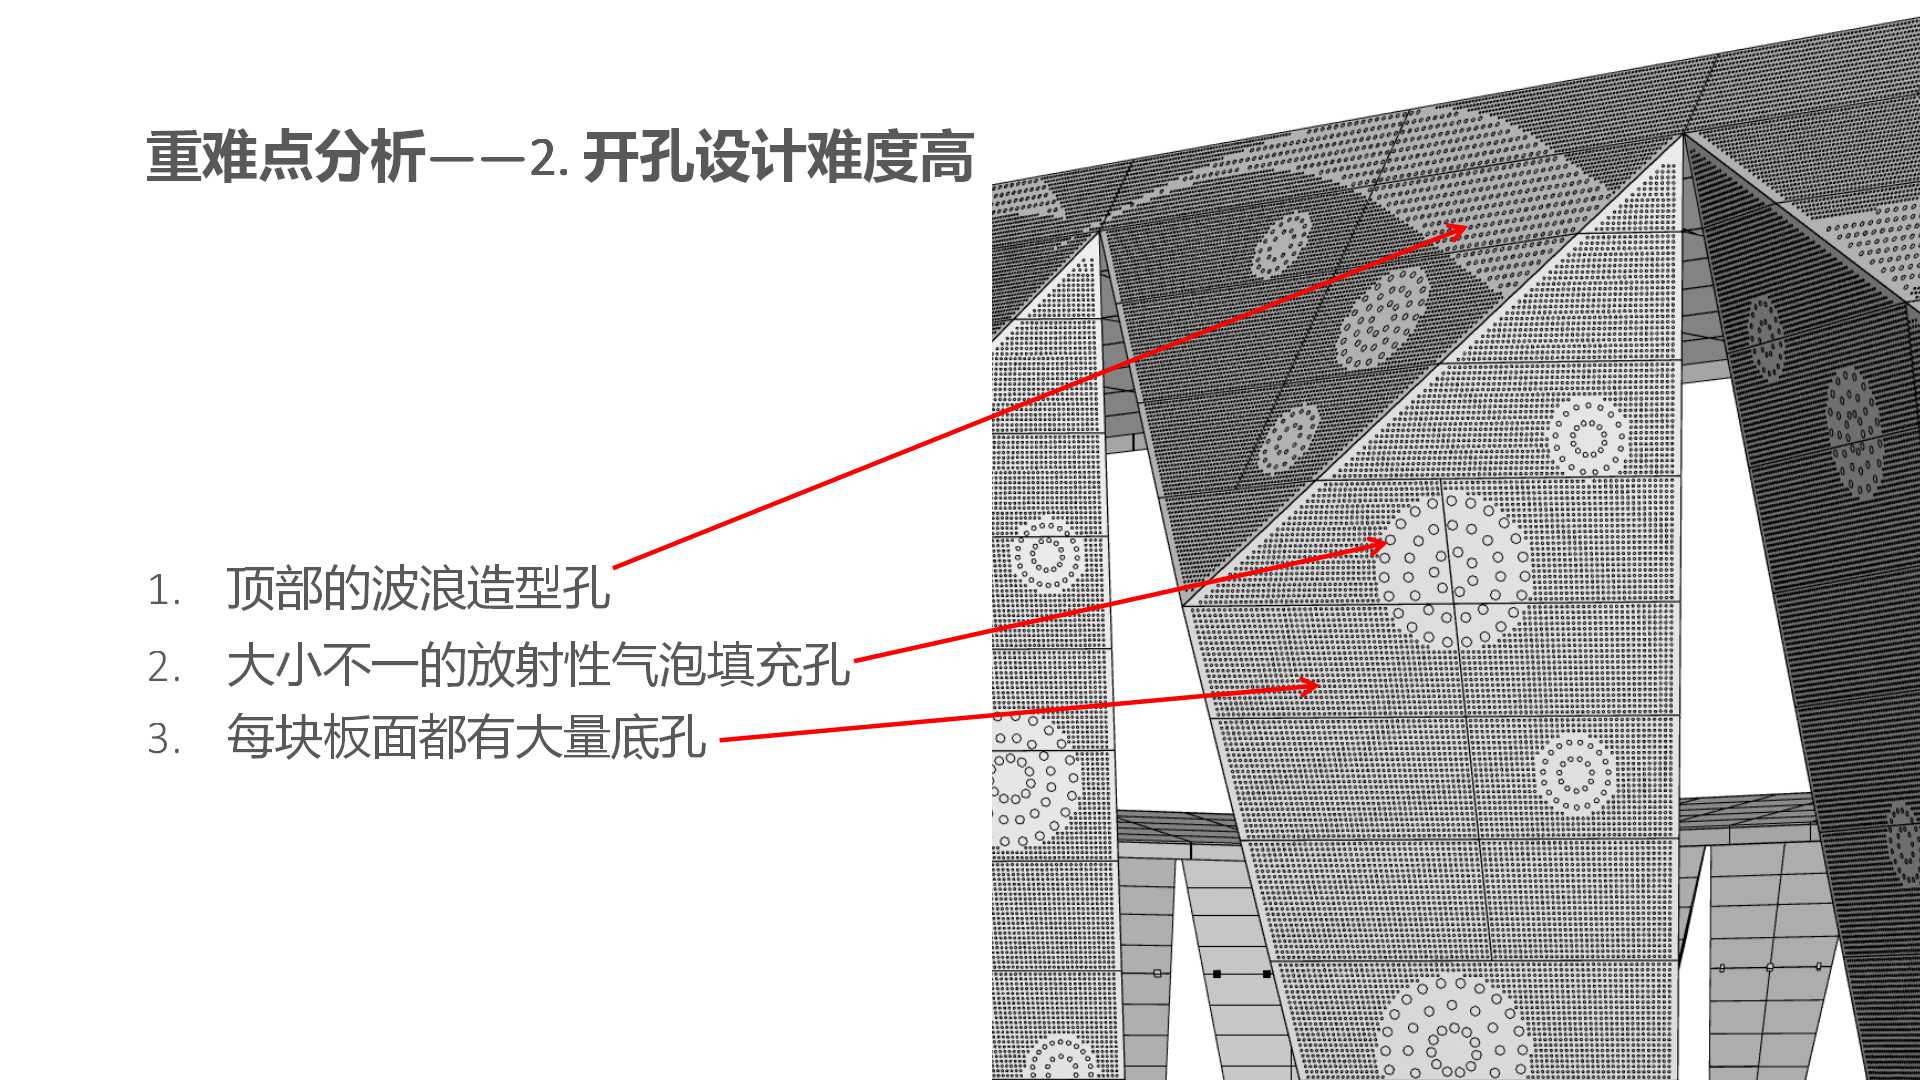 重难点分析——2. 开孔设计难度高
1. 顶部的波浪造型孔
2. 大小不一的放射性气泡填充孔
3. 每块板面都有大量底孔